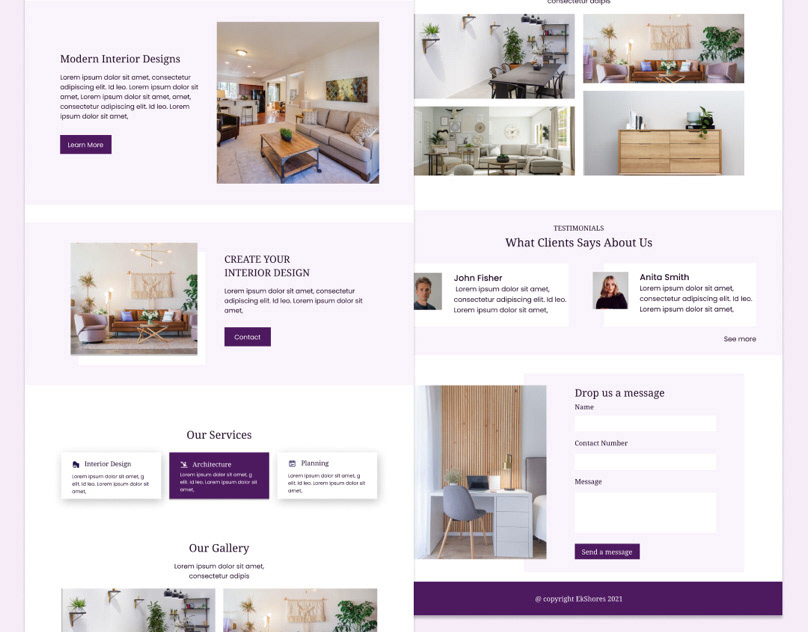 Modern Interior Designs
Lorem ipsum dolor sit amet, consectetur
adipiscing elit. Id leo. Lorem ipsum dolor sit
amet, Lorem ipsum dolor sit amet, amet,
consectetur adipiscing elit. Id leo. Lorem
ipsum dolor sit amet,
Learn More
CREATE YOUR
INTERIOR DESIGN
Lorem ipsum dolor sit amet, consectetur
adipiscing elit. Id leo. Lorem ipsum dolor sit
amet,
Contact
Our Services
Interior Design
Lorem ipsum dolor sit amet, g
elit. Id leo. Lorem ipsum dolor sit
amet,
Architecture
Lorem ipsum dolor sit amet, g
elit. Id leo. Lorem ipsum dolor sit
amet,
Planning
Lorem ipsum dolor sit amet, g
elit. Id leo. Lorem ipsum dolor sit
amet,
Our Gallery
Lorem ipsum dolor sit amet,
consectetur adipis
consectetur adipis
TESTIMONIALS
What Clients Says About Us
John Fisher
Lorem ipsum dolor sit amet,
consectetur adipiscing elit. Id leo.
Lorem ipsum dolor sit amet,
Anita Smith
Lorem ipsum dolor sit amet,
consectetur adipiscing elit. Id leo.
Lorem ipsum dolor sit amet,
See more
Drop us a message
Name
Contact Number
Message
Send a message
@ copyright EkShores 2021